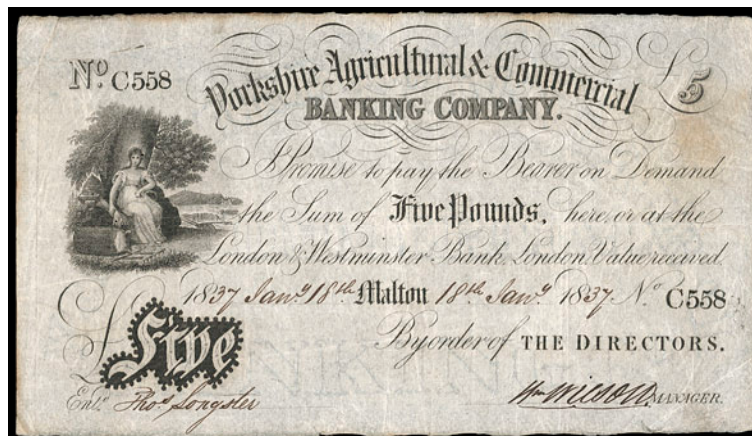 No. C558
Yorkshire Agricultural & Commercial
£5
BANKING COMPANY.
I Promise to pay the Bearer on Demand
the Sum of Five Pounds, here, or at the
London & Westminster Bank London Value received.
1837 Jany. 18th Malton 18th Jany. 1837 No. C558
By order of THE DIRECTORS.
£ Five
Entd. Thos Songster
Wm Wilson MANAGER.